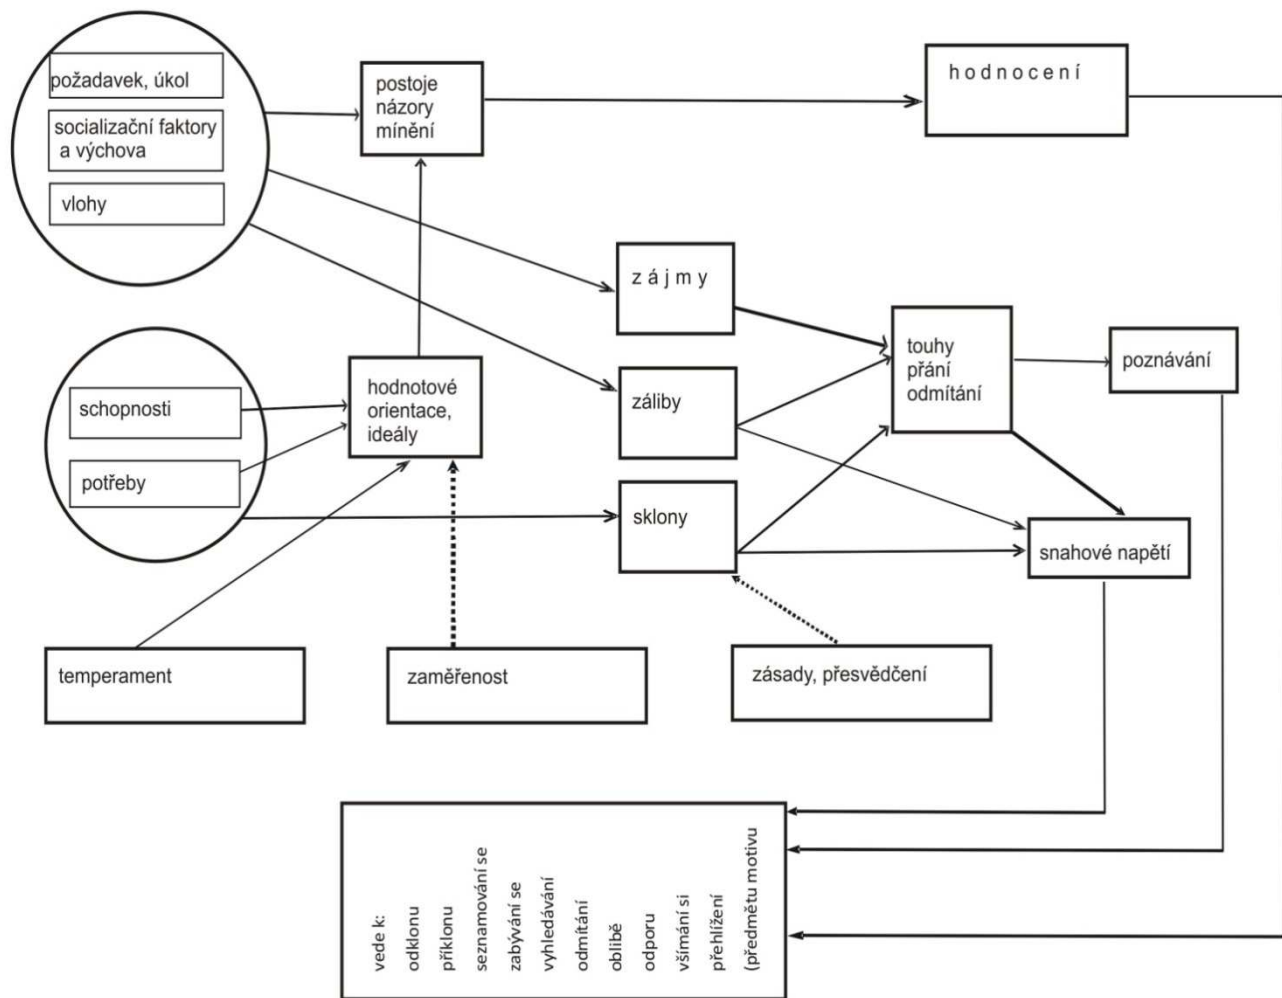 požadavek, úkol
socializační faktory
a výchova
vlohy
postoje
názory
mínění
h o d n o c e n í
z á j m y
záliby
sklony
touhy
přání
odmítání
poznávání
schopnosti
potřeby
hodnotové
orientace,
ideály
snahové napětí
temperament
zaměřenost
zásady, přesvědčení
vede k:
odklonu
příklonu
seznamování se
zabývání se
vyhledávání
odmítání
oblibě
odporu
všímání si
přehlížení
(předmětu motivu